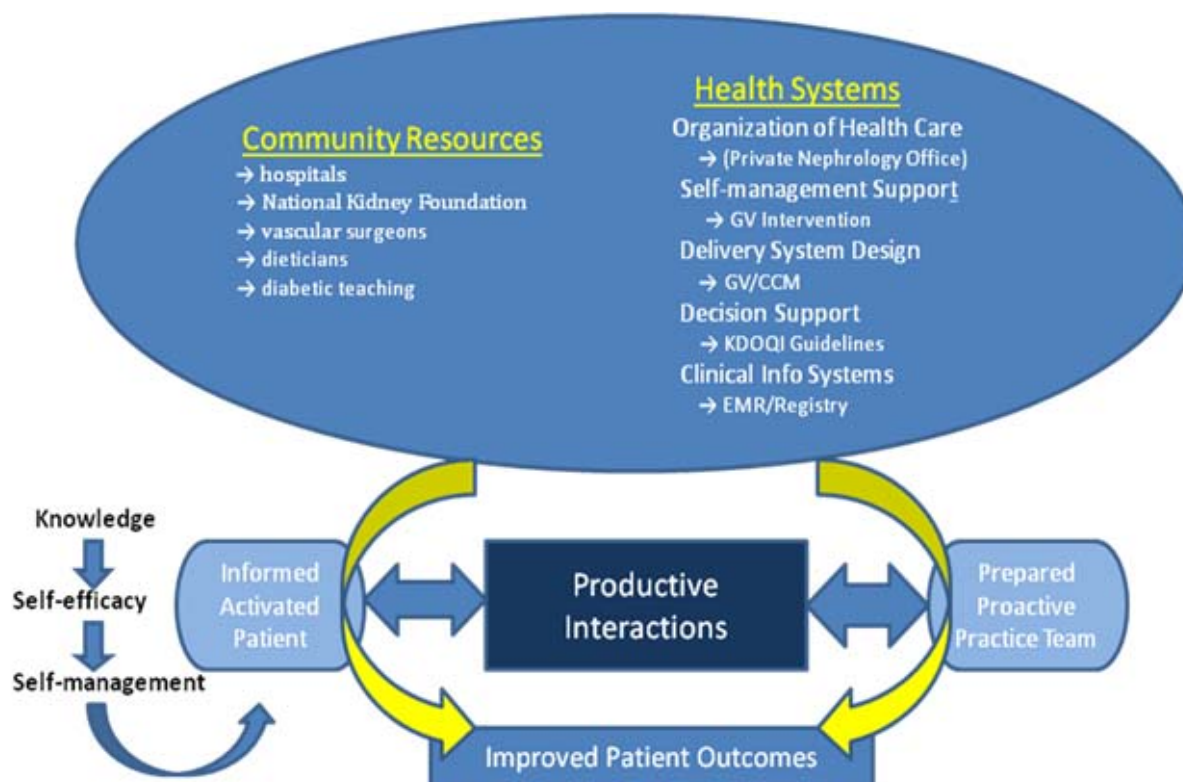 Community Resources
→ hospitals
→ National Kidney Foundation
→ vascular surgeons
→ dieticians
→ diabetic teaching
Health Systems
Organization of Health Care
→ (Private Nephrology Office)
Self-management Support
→ GV Intervention
Delivery System Design
→ GV/CCM
Decision Support
→ KDOQI Guidelines
Clinical Info Systems
→ EMR/Registry
Knowledge
Self-efficacy
Self-management
Informed
Activated
Patient
Productive
Interactions
Prepared
Proactive
Practice Team
Improved Patient Outcomes